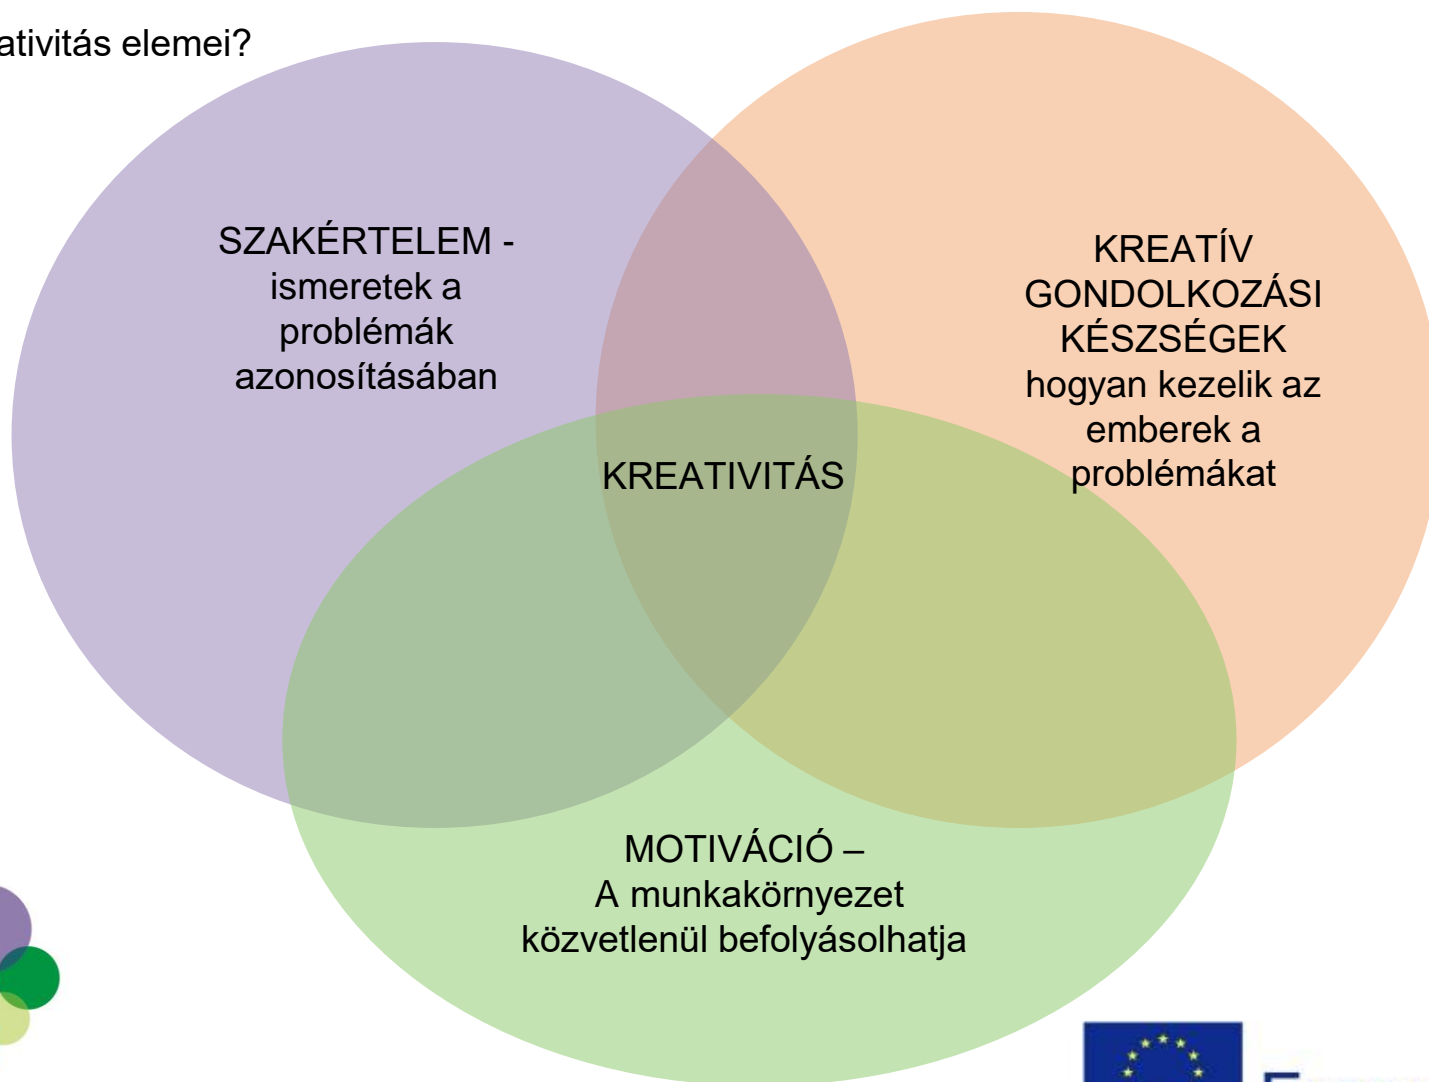 ativitás elemei?
SZAKÉRTELEM -
ismeretek a
problémák
azonosításában
KREATÍV
GONDOLKOZÁSI
KÉSZSÉGEK
hogyan kezelik az
emberek a
problémákat
KREATIVITÁS
MOTIVÁCIÓ –
A munkakörnyezet
közvetlenül befolyásolhatja